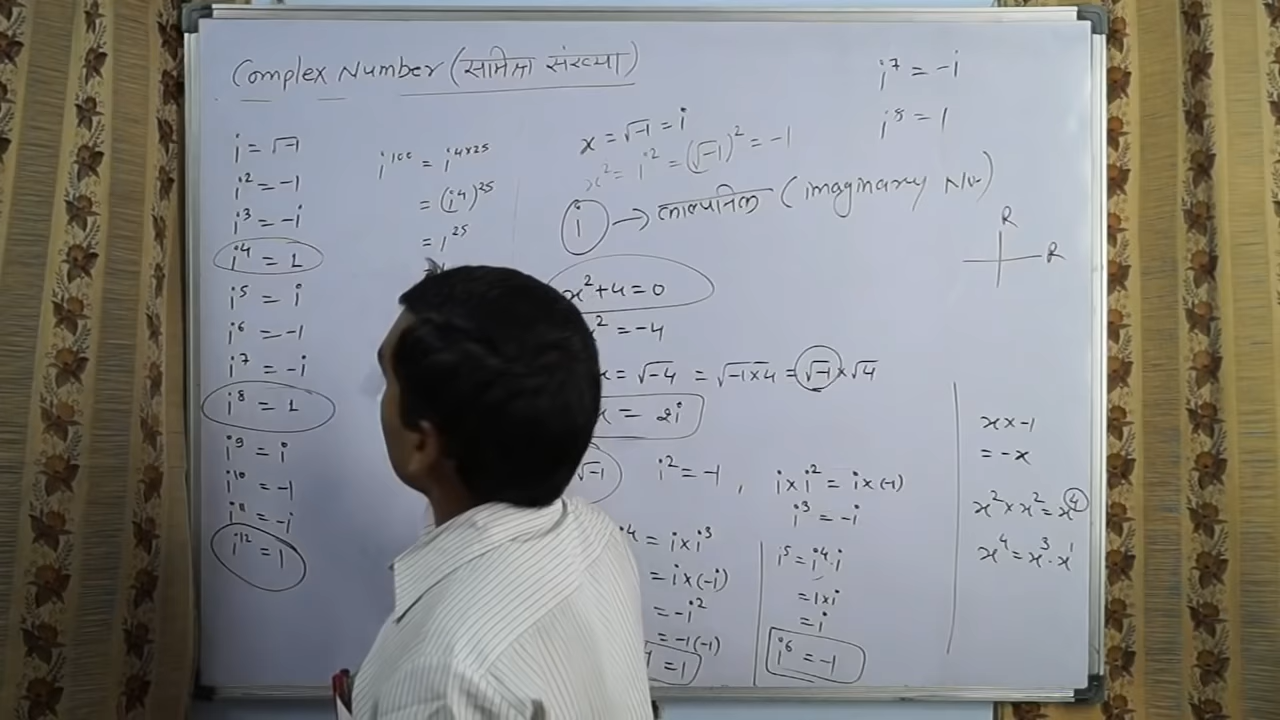 Complex Number (सामिता संख्या)
i = √-1
i² = -1
i³ = -i
i⁴ = 1
i⁵ = i
i⁶ = -1
i⁷ = -i
i⁸ = 1
i⁹ = i
i¹⁰ = -1
i¹¹ = -i
i¹² = 1
i¹⁰⁰ = i⁴ˣ²⁵
= (i⁴)²⁵
= 1²⁵
x = √-1 = i
x² = i² = (√-1)² = -1
i → काल्पनिक (imaginary No.)
x²+4=0
x² = -4
x = √-4 = √-1×4 = √-1 × √4
x = 2i
√-1 i² = -1 , i×i² = i×(-1)
i³ = -i
i⁴ = i×i³
= i×(-i)
= -i²
= -1(-1)
= 1
i⁵ = i⁴·i
= 1×i
= i
i⁶ = -1
i⁷ = -i
i⁸ = 1
R
R
x×-1
= -x
x²×x² = x⁴
x⁴ = x³·x¹